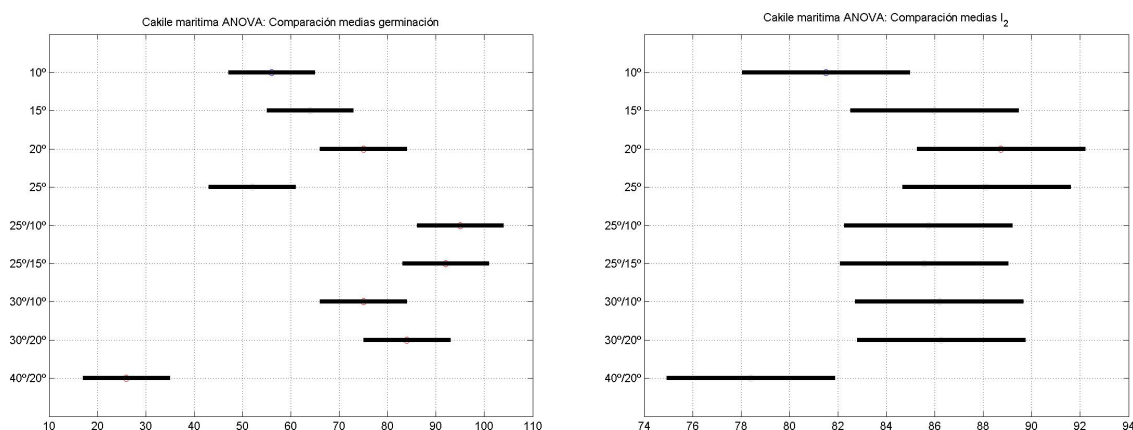 Cakile maritima ANOVA: Comparación medias germinación
10º
15º
20º
25º
25º/10º
25º/15º
30º/10º
30º/20º
40º/20º
10 20 30 40 50 60 70 80 90 100 110
Cakile maritima ANOVA: Comparación medias I2
10º
15º
20º
25º
25º/10º
25º/15º
30º/10º
30º/20º
40º/20º
74 76 78 80 82 84 86 88 90 92 94